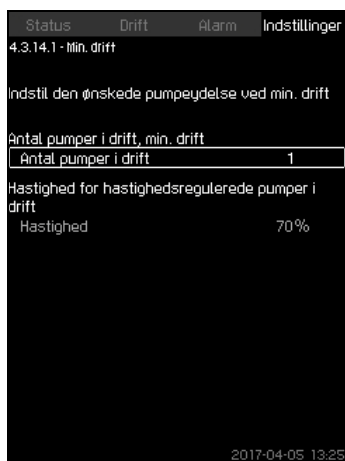 Status Drift Alarm Indstillinger
4.3.14.1 - Min. drift
Indstil den ønskede pumpeydelse ved min. drift
Antal pumper i drift, min. drift
Antal pumper i drift 1
Hastighed for hastighedsregulerede pumper i
drift
Hastighed 70%
2017-04-05 13:25